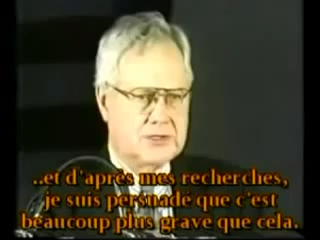 ..et d'après mes recherches,
je suis persuadé que c'est
beaucoup plus grave que cela.